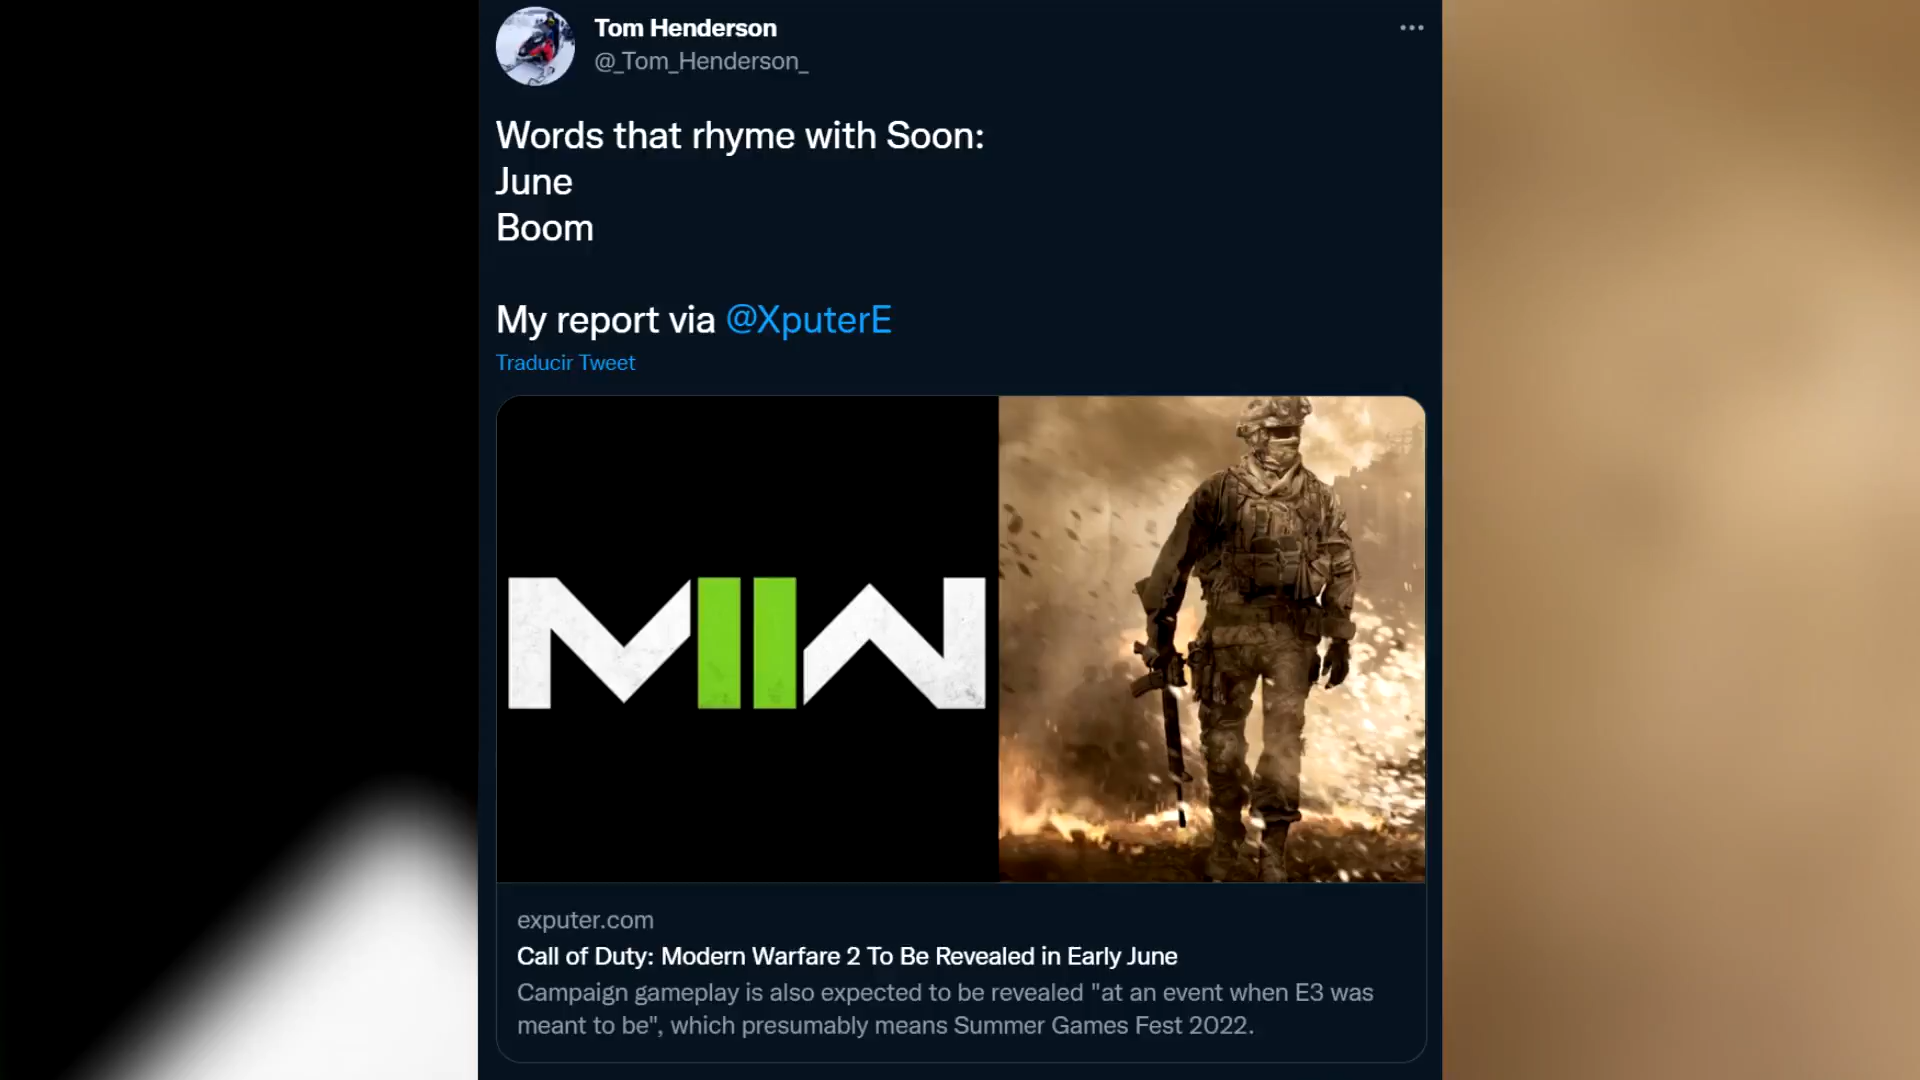 Tom Henderson
@_Tom_Henderson_
Words that rhyme with Soon:
June
Boom
My report via @XputerE
Traducir Tweet
MIIW
exputer.com
Call of Duty: Modern Warfare 2 To Be Revealed in Early June
Campaign gameplay is also expected to be revealed "at an event when E3 was
meant to be", which presumably means Summer Games Fest 2022.